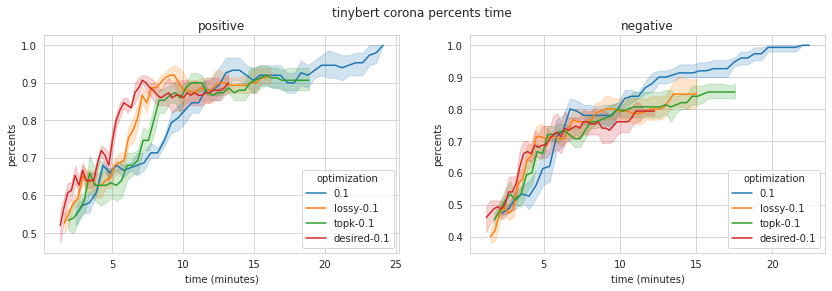 tinybert corona percents time
positive
negative
percents
1.0
0.9
0.8
0.7
0.6
0.5
5
10
15
20
25
time (minutes)
optimization
0.1
lossy-0.1
topk-0.1
desired-0.1
percents
1.0
0.9
0.8
0.7
0.6
0.5
0.4
5
10
15
20
time (minutes)
optimization
0.1
lossy-0.1
topk-0.1
desired-0.1